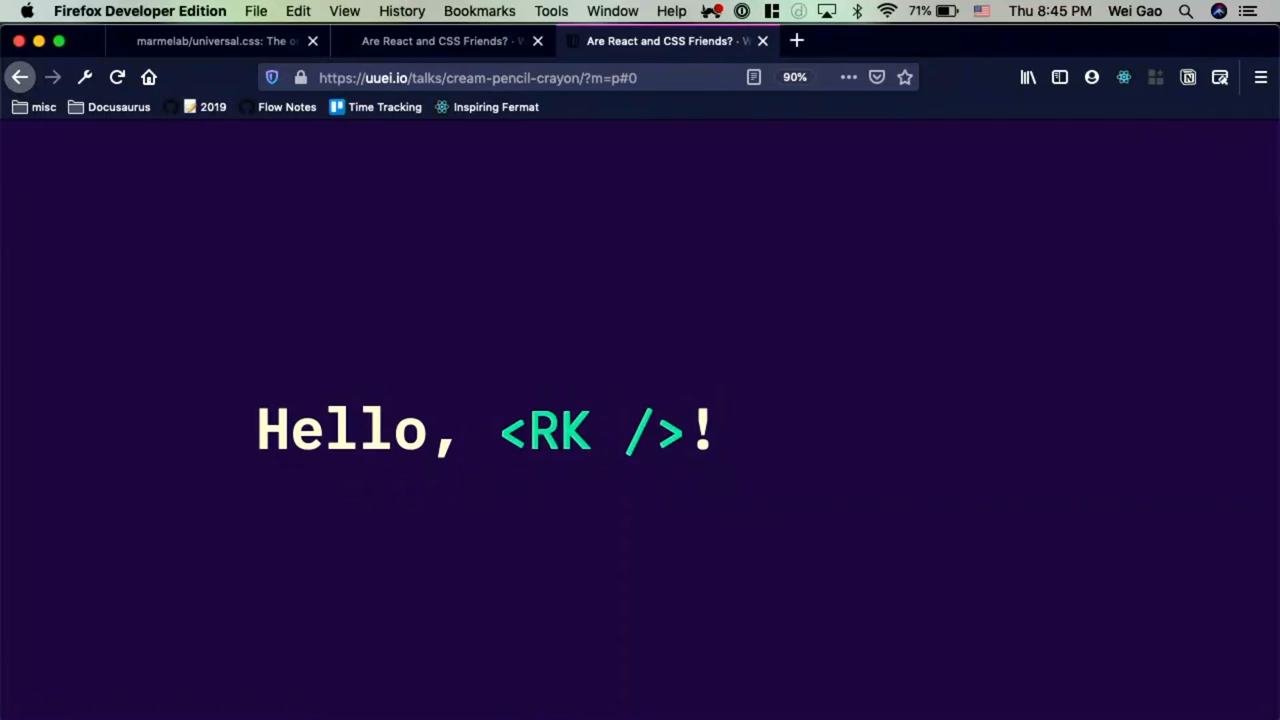 Firefox Developer Edition File Edit View History Bookmarks Tools Window Help 71% Thu 8:45 PM Wei Gao
marmelab/universal.css: The o Are React and CSS Friends? · W Are React and CSS Friends? · W
https://uuei.io/talks/cream-pencil-crayon/?m=p#0 90%
misc Docusaurus 2019 Flow Notes Time Tracking Inspiring Fermat
Hello, <RK />!